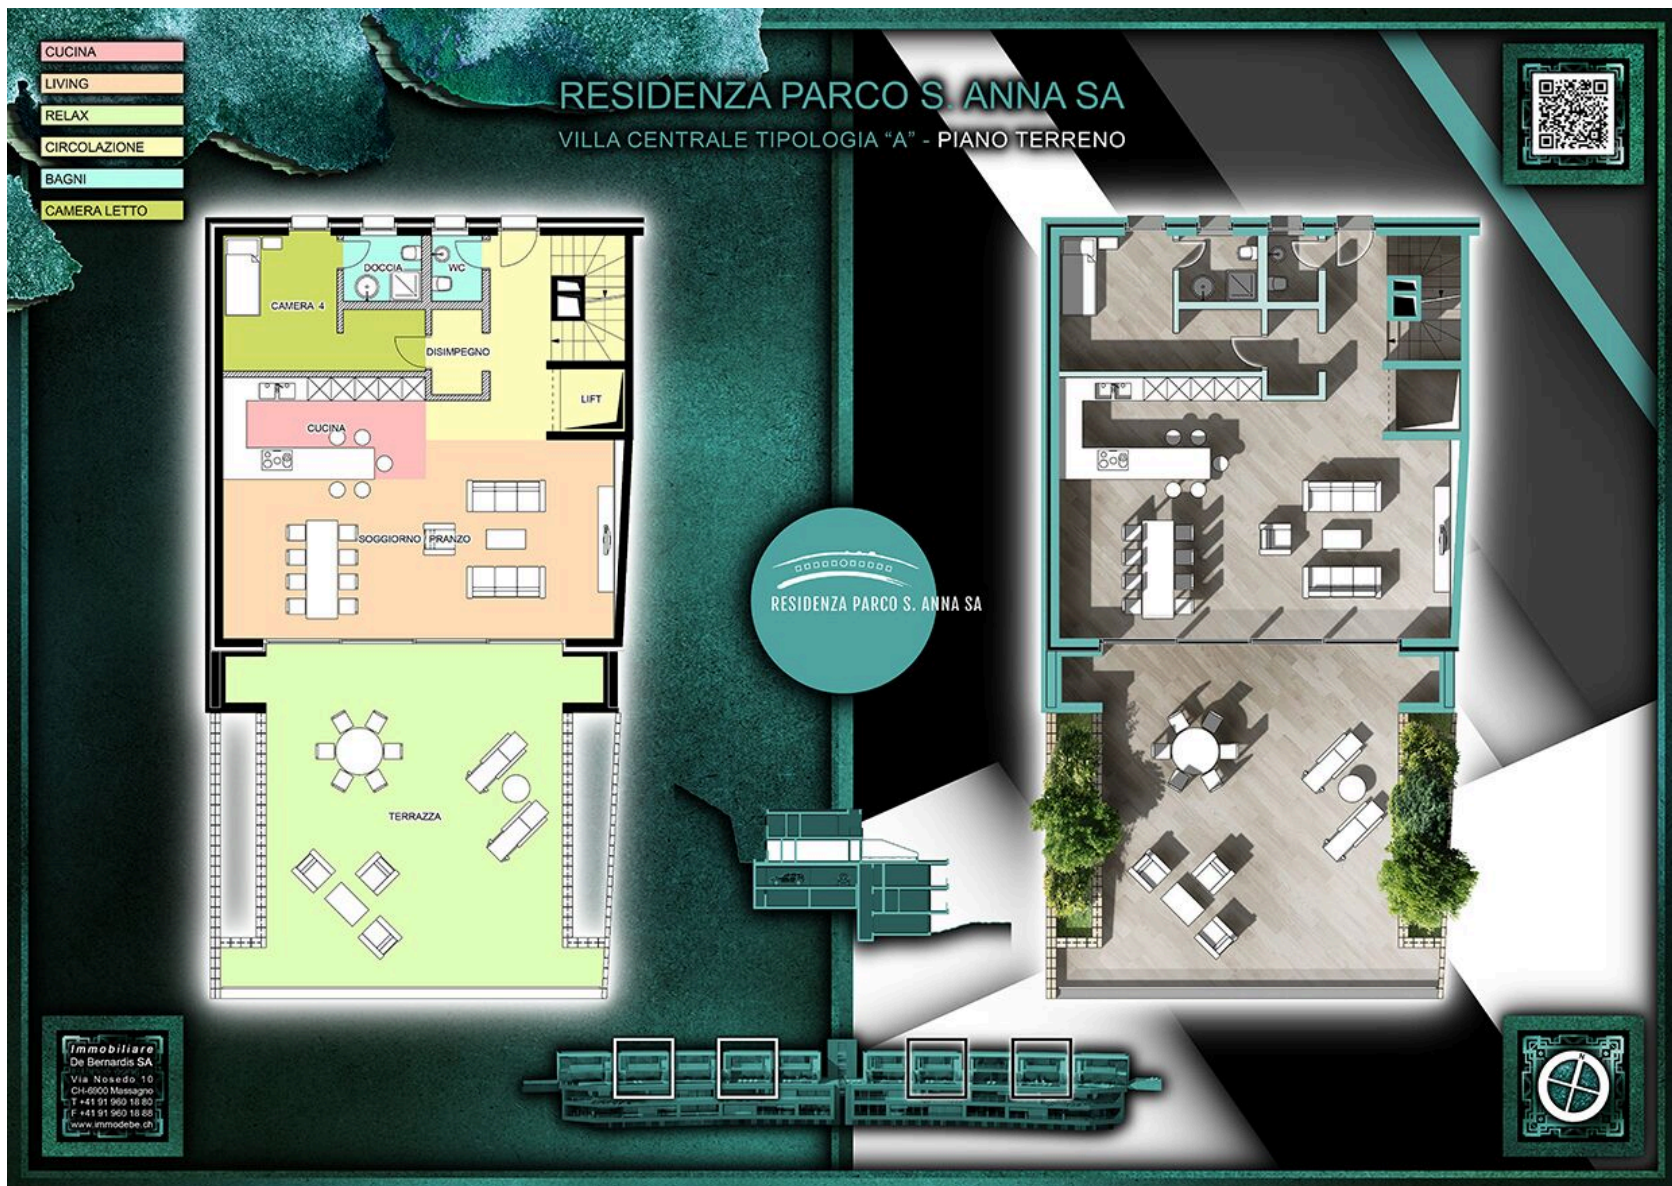 CUCINA
LIVING
RELAX
CIRCOLAZIONE
BAGNI
CAMERA LETTO
RESIDENZA PARCO S. ANNA SA
VILLA CENTRALE TIPOLOGIA "A" - PIANO TERRENO
DOCCIA
WC
CAMERA 4
DISIMPEGNO
LIFT
CUCINA
SOGGIORNO / PRANZO
TERRAZZA
RESIDENZA PARCO S. ANNA SA
Immobiliare
De Bernardis SA
Via Nosedo 10
CH-6900 Massagno
T +41 91 960 18 80
F +41 91 960 18 88
www.immodebe.ch
N